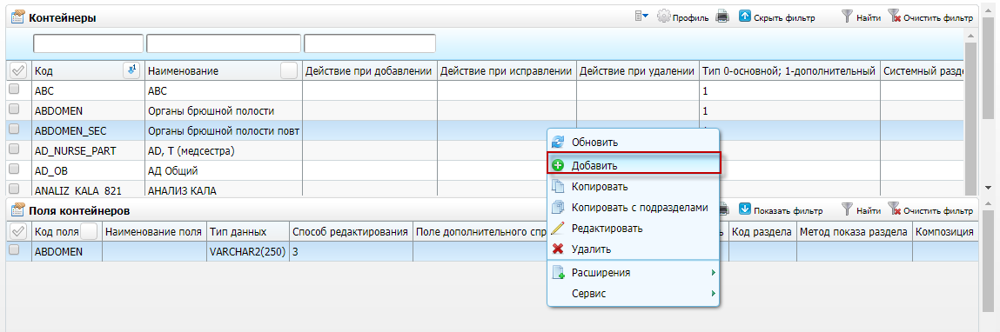 Контейнеры Профиль Скрыть фильтр Найти Очистить фильтр
Код Наименование Действие при добавлении Действие при исправлении Действие при удалении Тип 0-основной; 1-дополнительный Системный разде
ABC ABC 1
ABDOMEN Органы брюшной полости 1
ABDOMEN_SEC Органы брюшной полости повт
AD_NURSE_PART AD, T (медсестра)
AD_OB АД Общий
ANALIZ_KALA_821 АНАЛИЗ КАЛА
Обновить
Добавить
Копировать
Копировать с подразделами
Редактировать
Удалить
Расширения
Сервис
Поля контейнеров Показать фильтр Найти Очистить фильтр
Код поля Наименование поля Тип данных Способ редактирования Поле дополнительного спр Код раздела Метод показа раздела Композиция
ABDOMEN VARCHAR2(250) 3